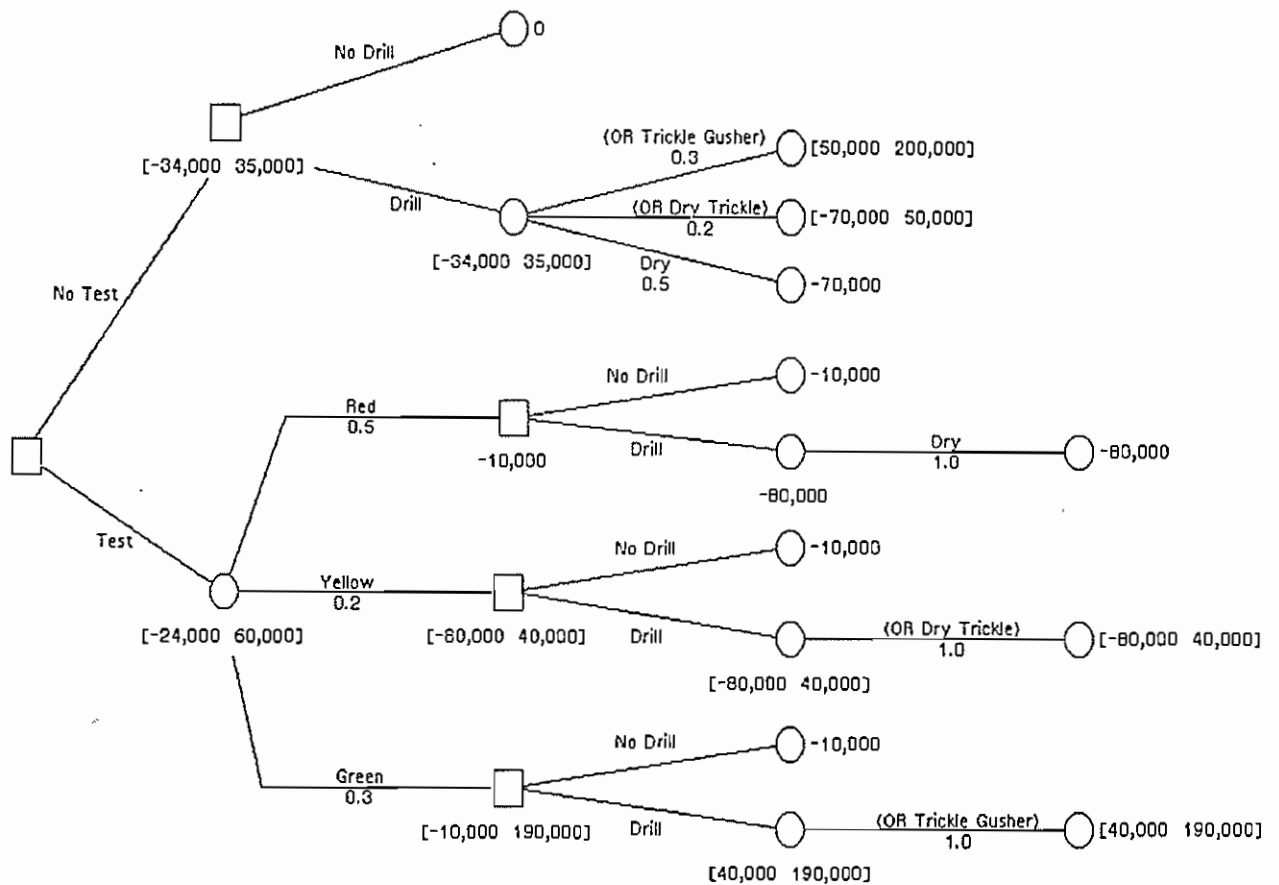 No Drill
0
[-34,000 35,000]
Drill
(OR Trickle Gusher)
0.3
[50,000 200,000]
(OR Dry Trickle)
0.2
[-70,000 50,000]
[-34,000 35,000]
Dry
0.5
-70,000
No Test
No Drill
-10,000
Red
0.5
-10,000
Drill
-80,000
Dry
1.0
-80,000
Test
No Drill
-10,000
Yellow
0.2
[-24,000 60,000]
[-80,000 40,000]
Drill
(OR Dry Trickle)
1.0
[-80,000 40,000]
[-80,000 40,000]
No Drill
-10,000
Green
0.3
[-10,000 190,000]
Drill
(OR Trickle Gusher)
1.0
[40,000 190,000]
[40,000 190,000]